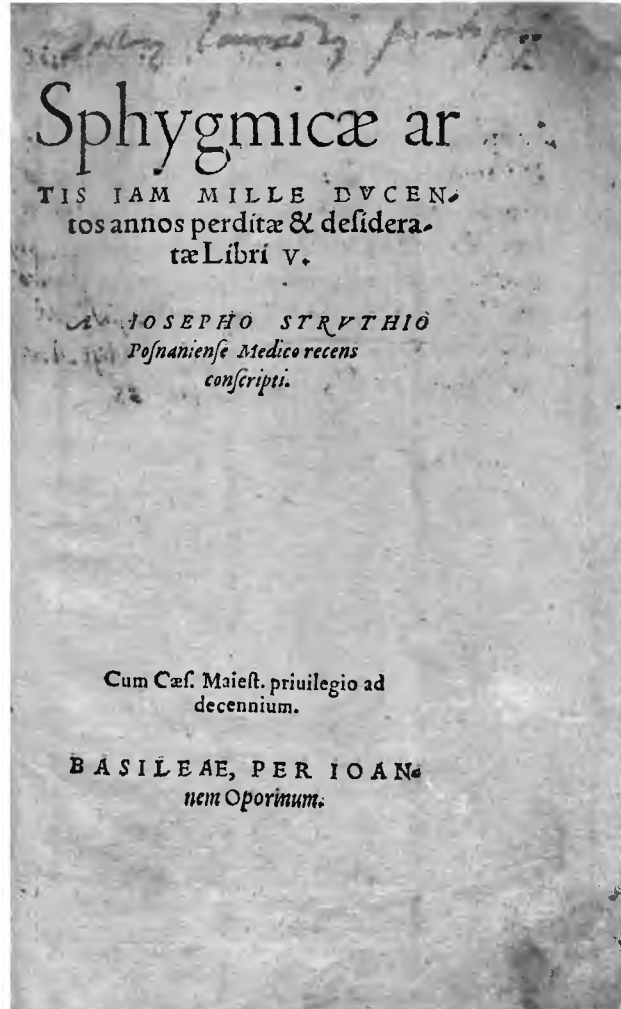 Sphygmicæ ar
TIS IAM MILLE DVCEN-
tos annos perditæ & deſidera-
tæ Libri V.
A IOSEPHO STRVTHIO
Poſnanienſe Medico recens
conſcripti.
Cum Cæſ. Maieſt. priuilegio ad
decennium.
BASILEAE, PER IOAN-
nem Oporinum.